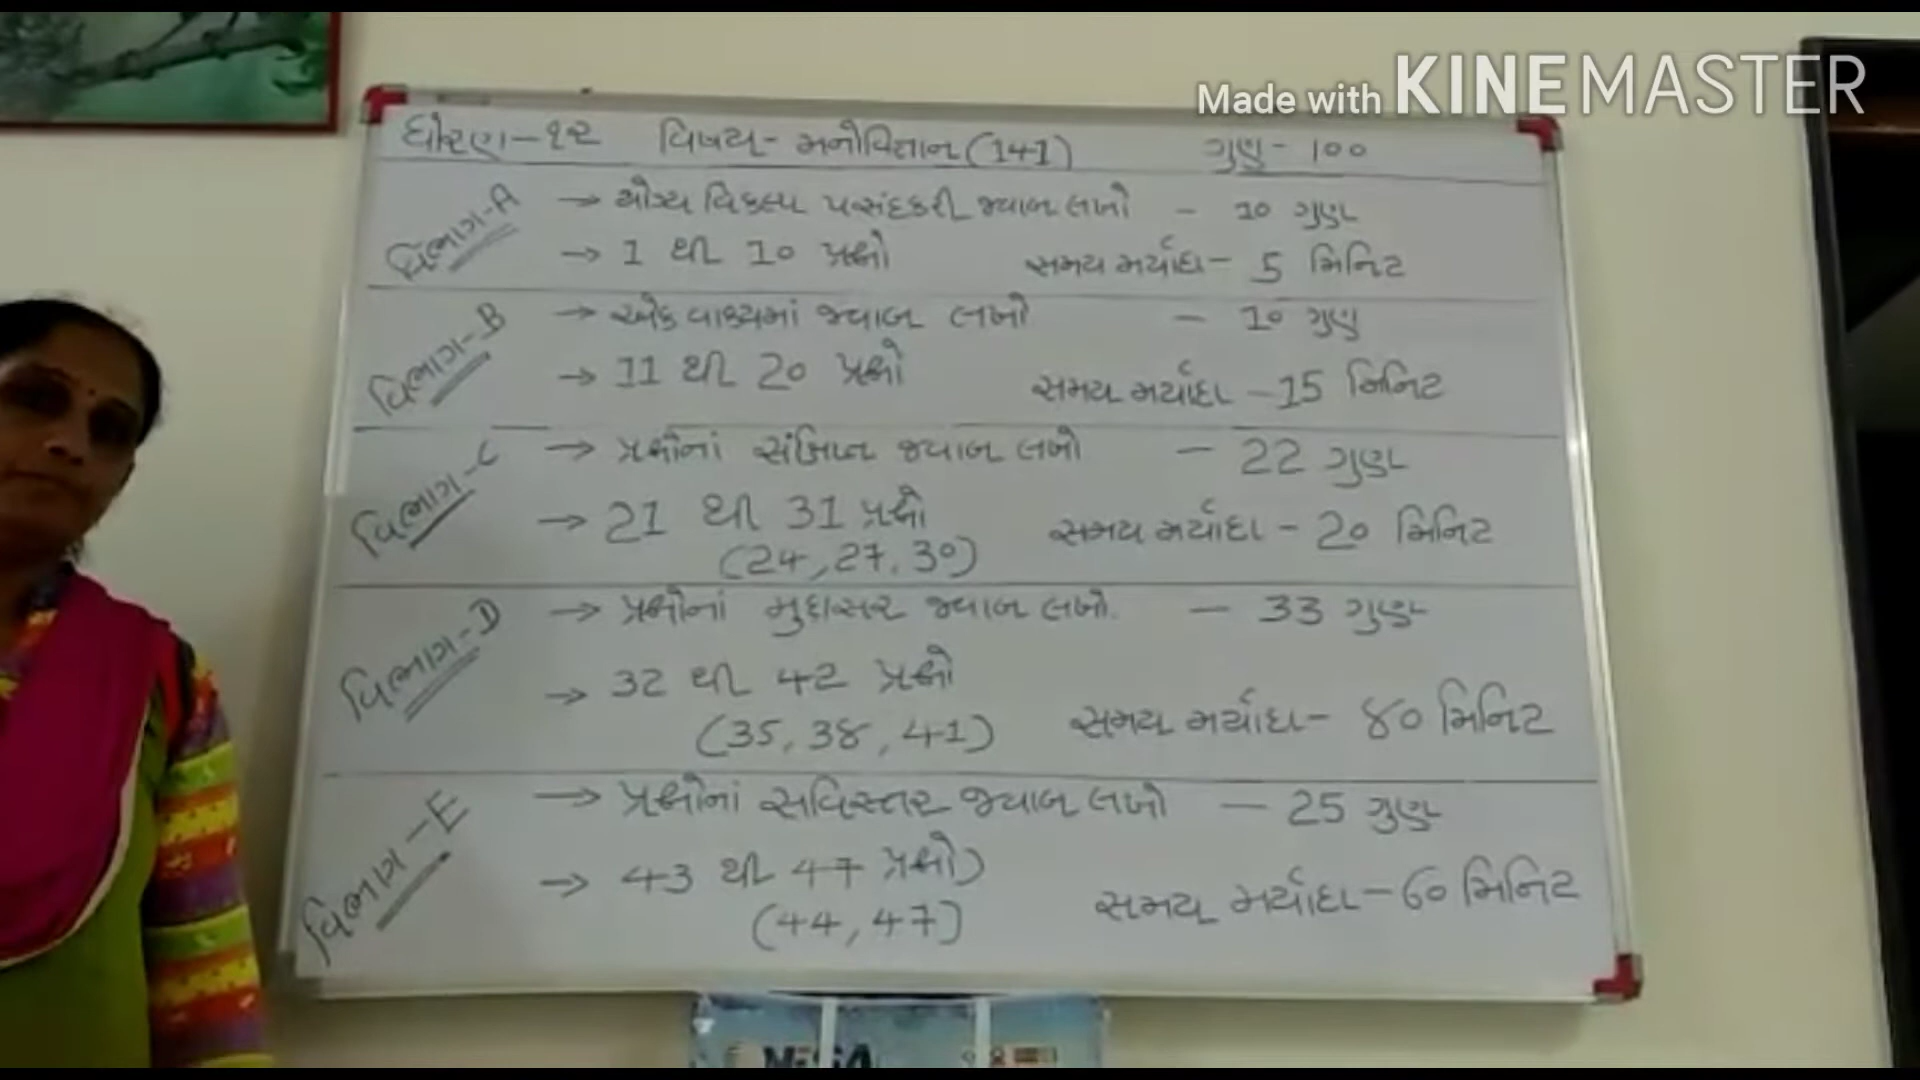 Made with KINEMASTER
ધોરણ-૧૨ વિષય- મનોવિજ્ઞાન(141) ગુણ- 100
વિભાગ-A
→ યોગ્ય વિકલ્પ પસંદકરી જવાબ લખો - 10 ગુણ
→ 1 થી 10 પ્રશ્નો સમય મર્યાદા- 5 મિનિટ
વિભાગ-B
→ એક વાક્યમાં જવાબ લખો - 10 ગુણ
→ 11 થી 20 પ્રશ્નો સમય મર્યાદા -15 મિનિટ
વિભાગ-C
→ પ્રશ્નોનાં સંક્ષિપ્ત જવાબ લખો - 22 ગુણ
→ 21 થી 31 પ્રશ્નો સમય મર્યાદા - 20 મિનિટ
(24,27,30)
વિભાગ-D
→ પ્રશ્નોનાં મુદ્દાસર જવાબ લખો. - 33 ગુણ
→ 32 થી 42 પ્રશ્નો
(35,38,41) સમય મર્યાદા- ૪૦ મિનિટ
વિભાગ-E
→ પ્રશ્નોનાં સવિસ્તર જવાબ લખો - 25 ગુણ
→ 43 થી 47 પ્રશ્નો) સમય મર્યાદા-60 મિનિટ
(44,47)